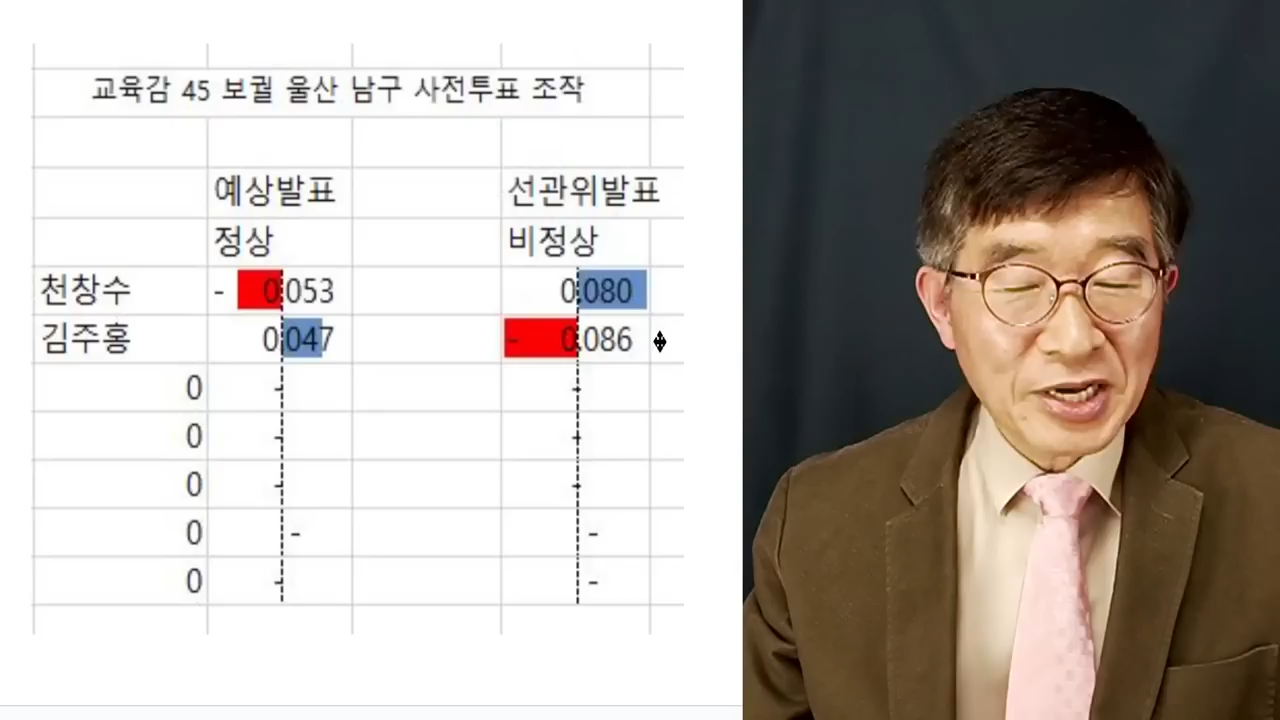 교육감 45 보궐 울산 남구 사전투표 조작
예상발표 선관위발표
정상 비정상
천창수 - 0.053 0.080
김주홍 0.047 - 0.086
0 - -
0 - -
0 - -
0 - -
0 - -